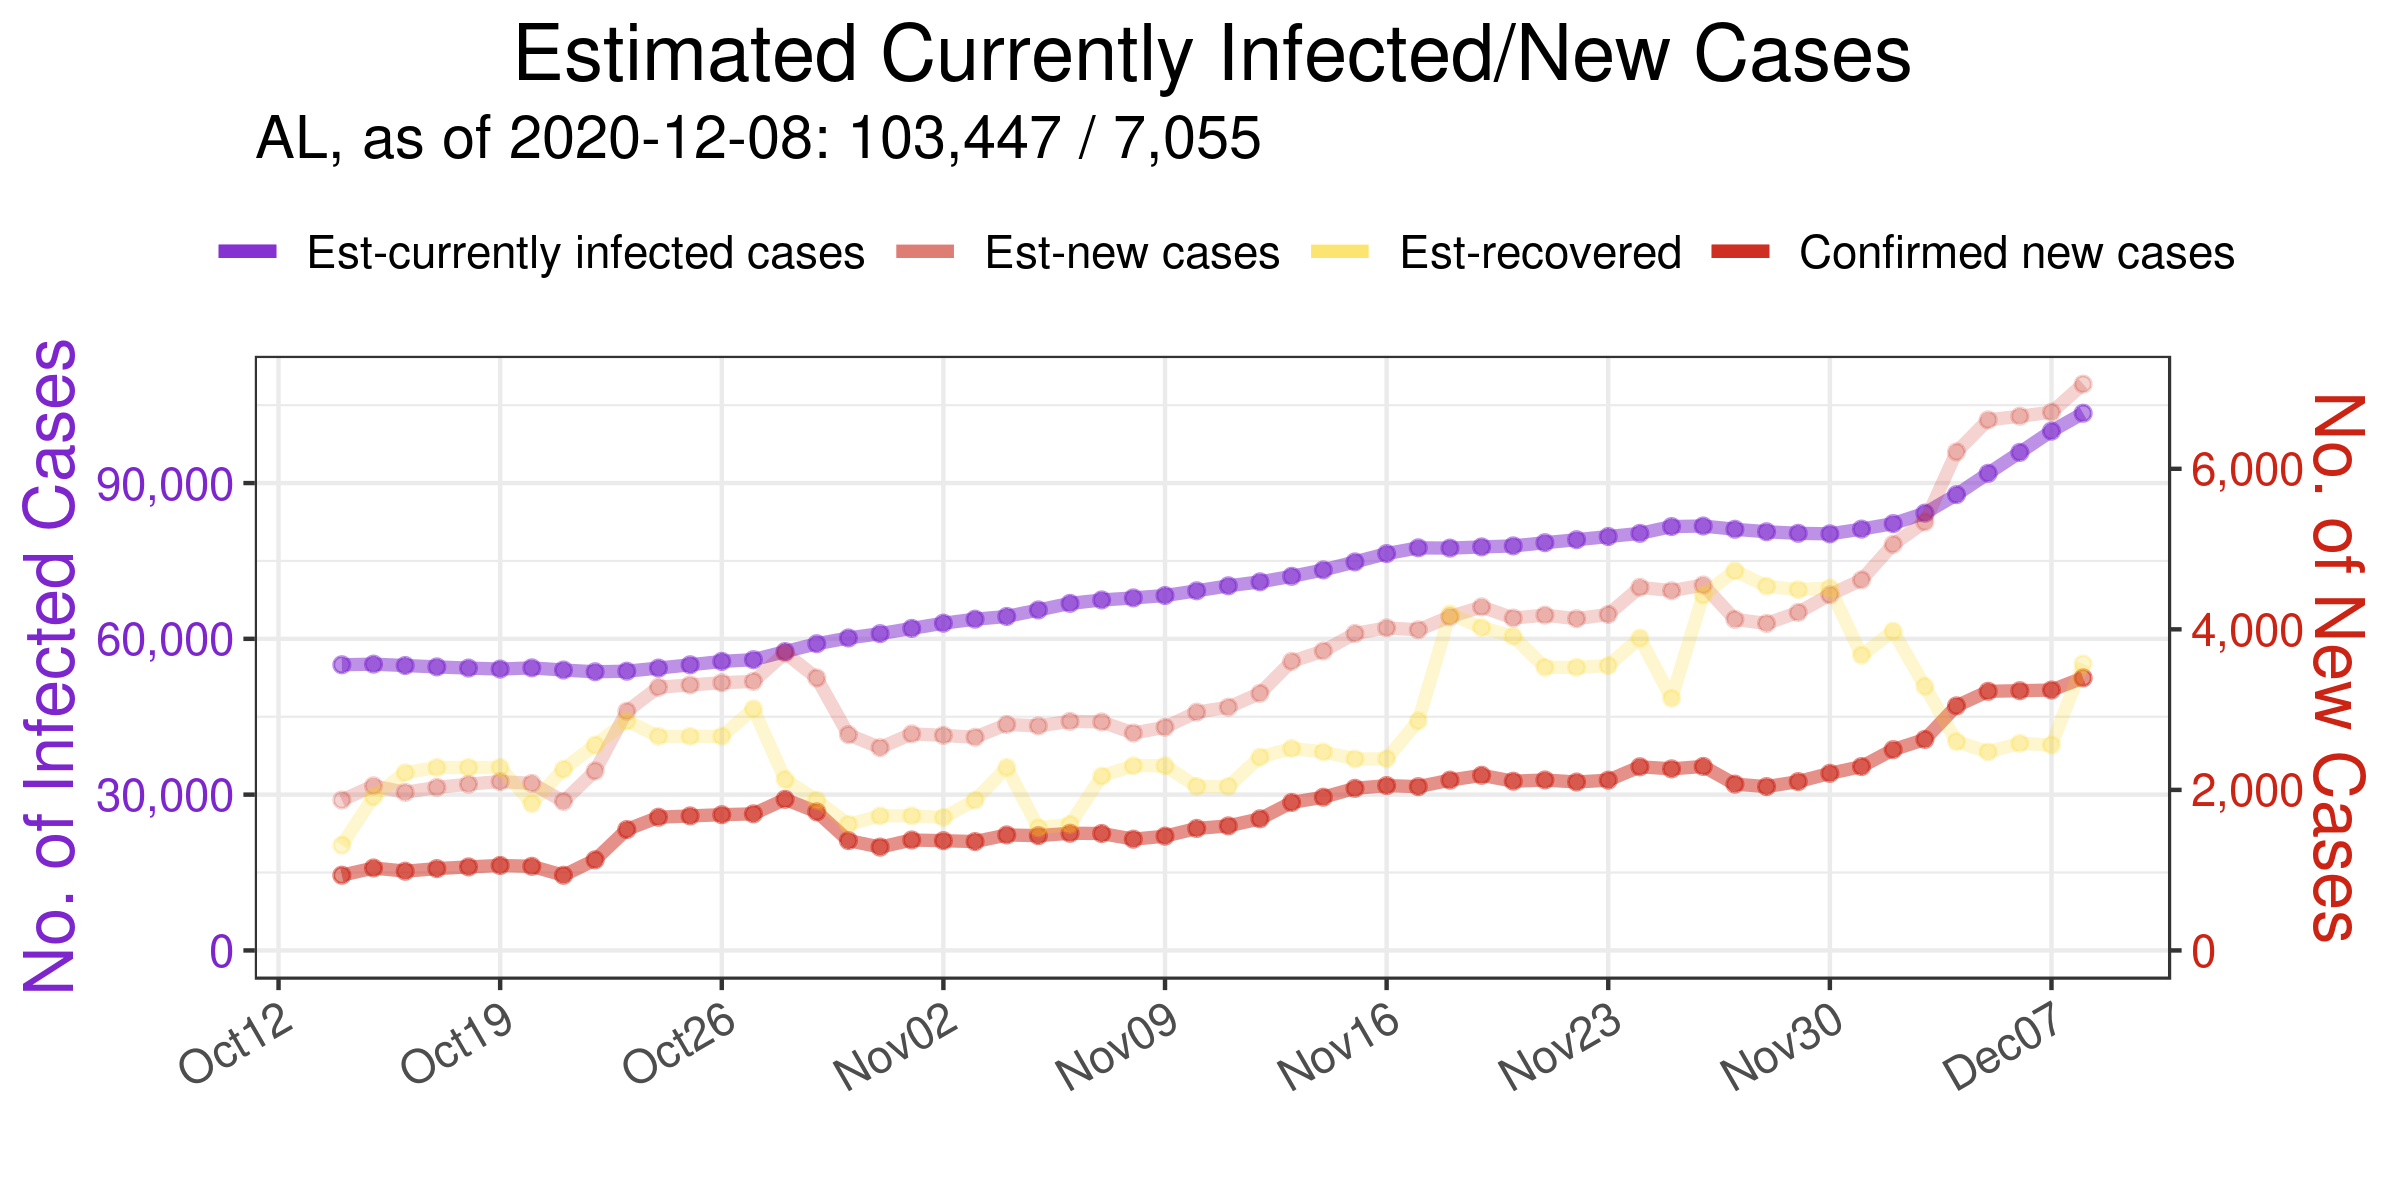 Estimated Currently Infected/New Cases
AL, as of 2020-12-08: 103,447 / 7,055
Est-currently infected cases Est-new cases Est-recovered Confirmed new cases
No. of Infected Cases
90,000
60,000
30,000
0
6,000
4,000
2,000
0
No. of New Cases
Oct12 Oct19 Oct26 Nov02 Nov09 Nov16 Nov23 Nov30 Dec07